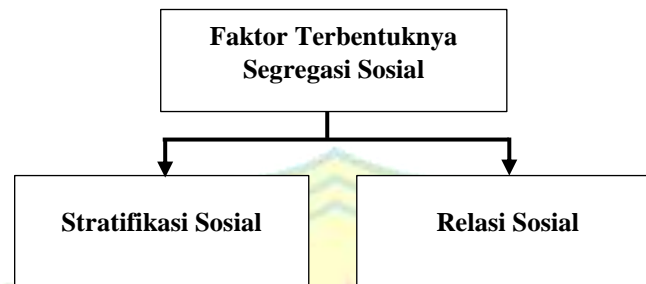 Faktor Terbentuknya
Segregasi Sosial
Stratifikasi Sosial
Relasi Sosial